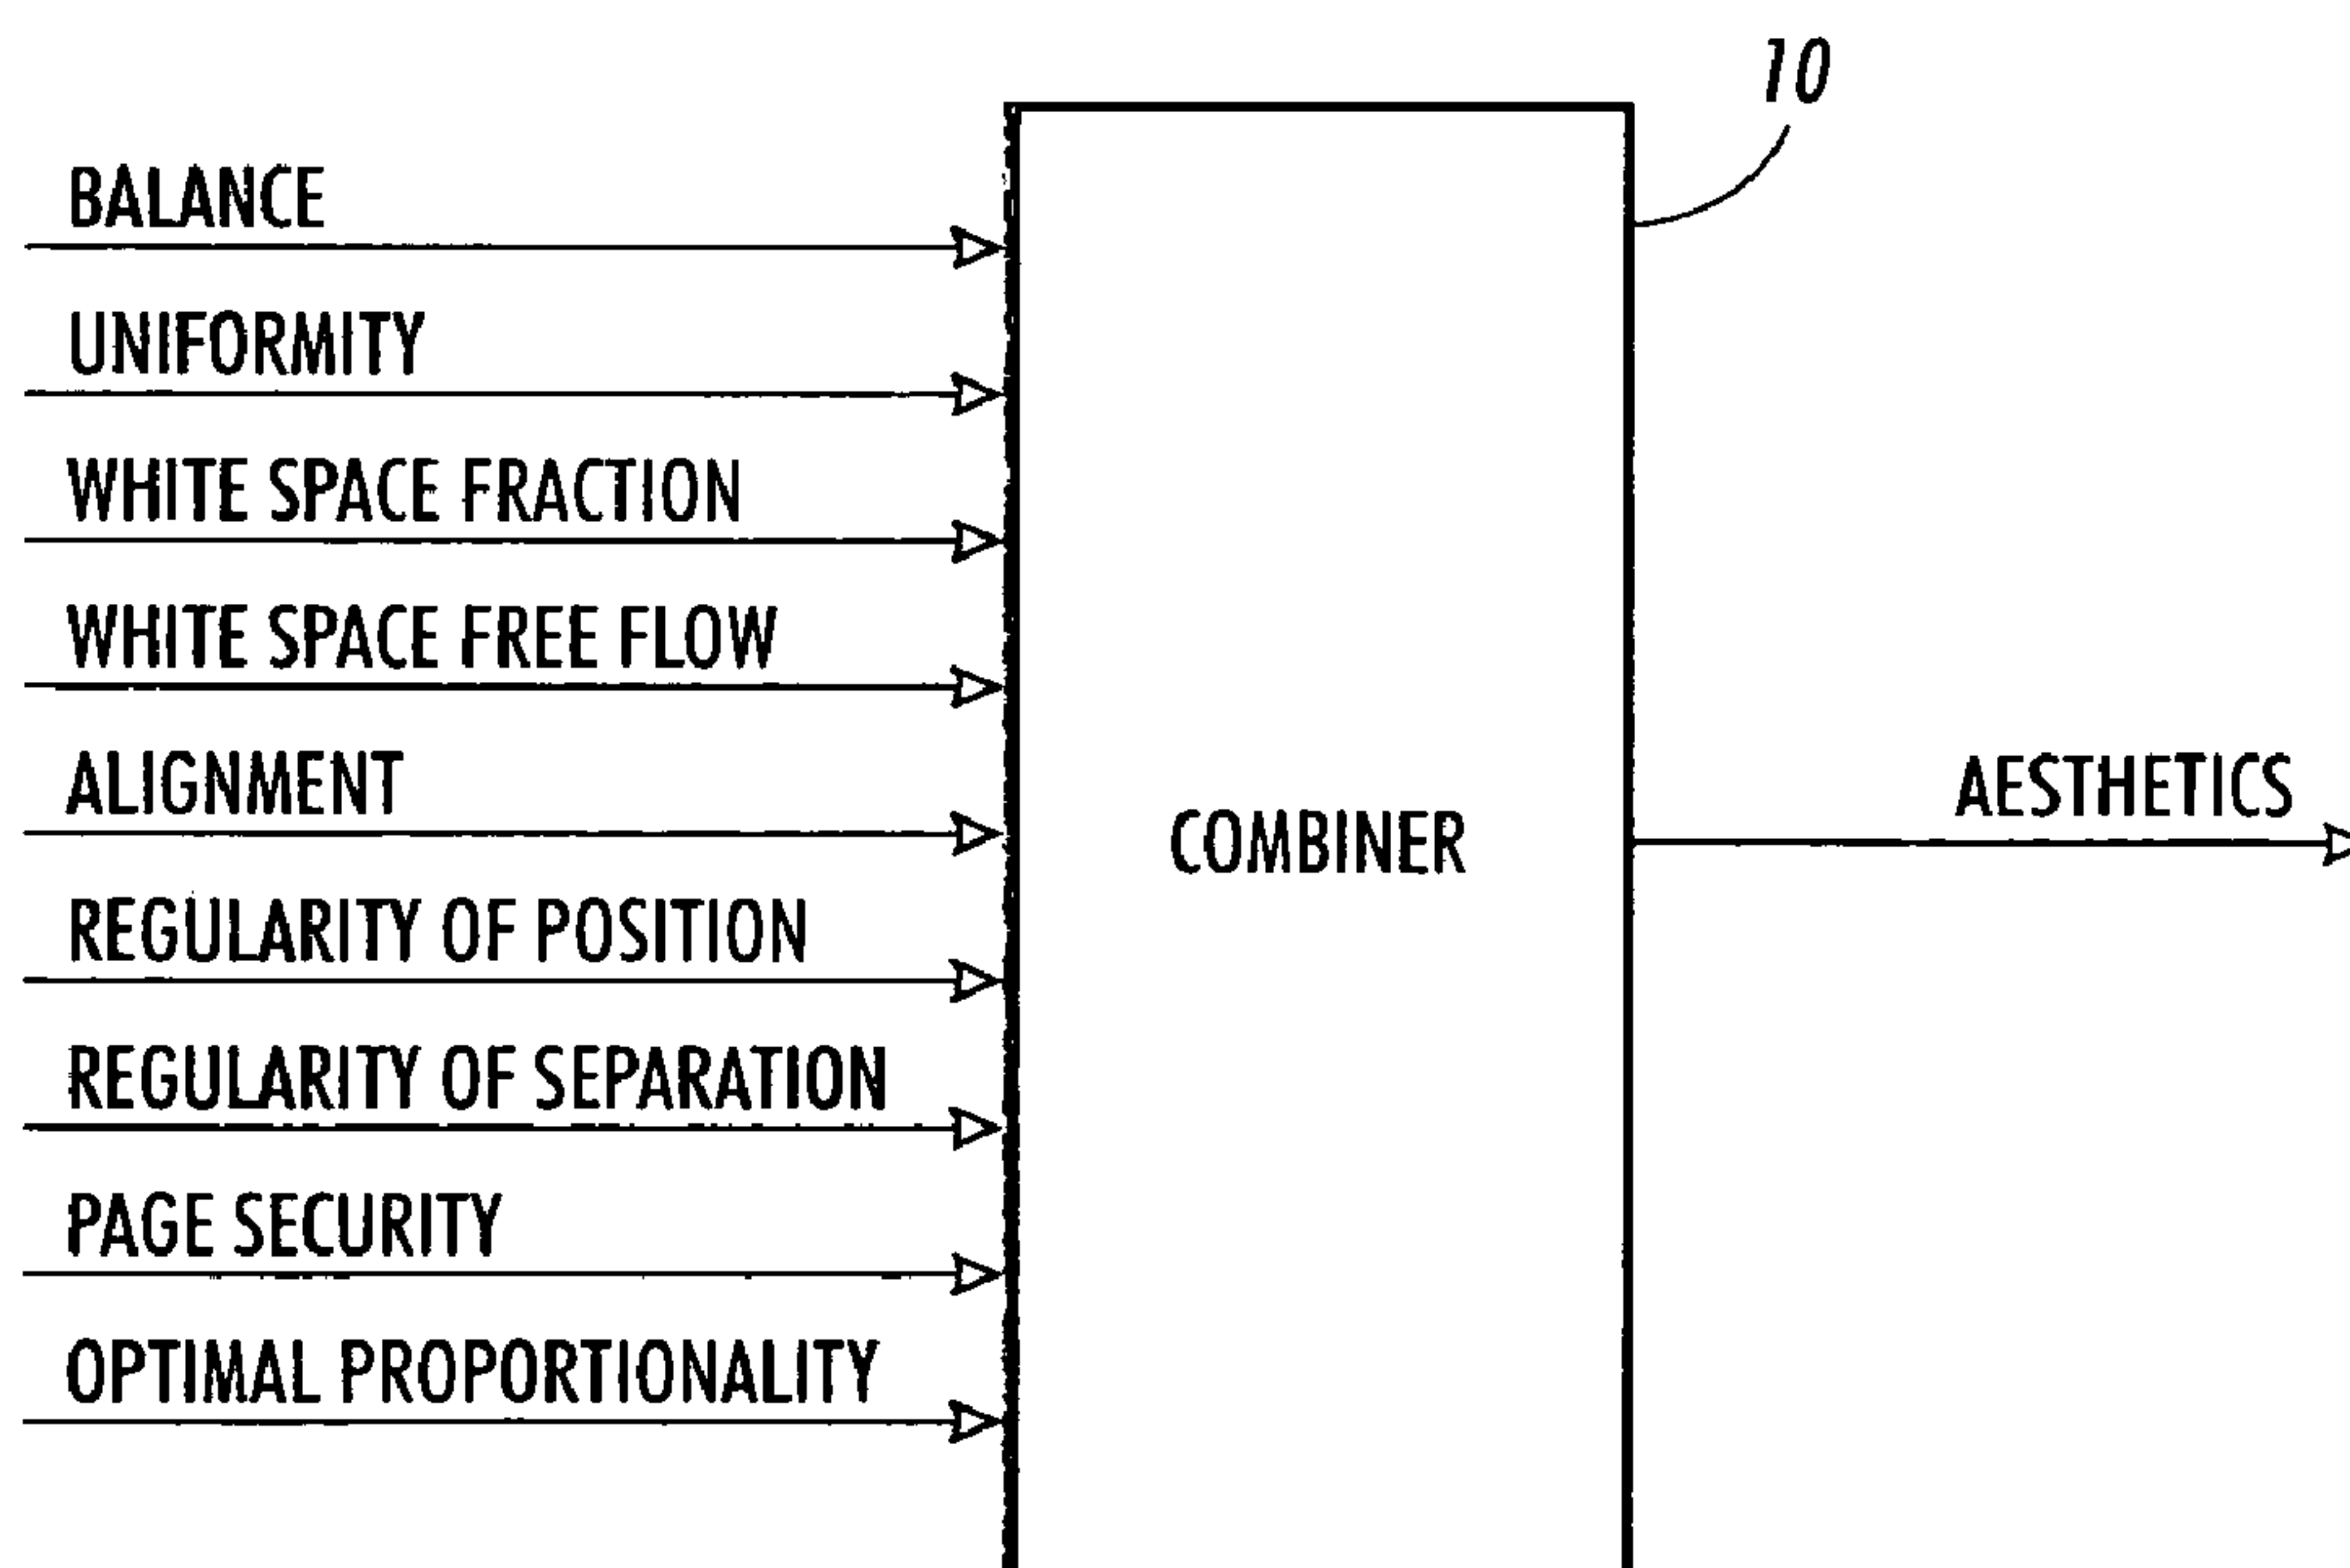 10
BALANCE
UNIFORMITY
WHITE SPACE FRACTION
WHITE SPACE FREE FLOW
ALIGNMENT
COMBINER
AESTHETICS
REGULARITY OF POSITION
REGULARITY OF SEPARATION
PAGE SECURITY
OPTIMAL PROPORTIONALITY